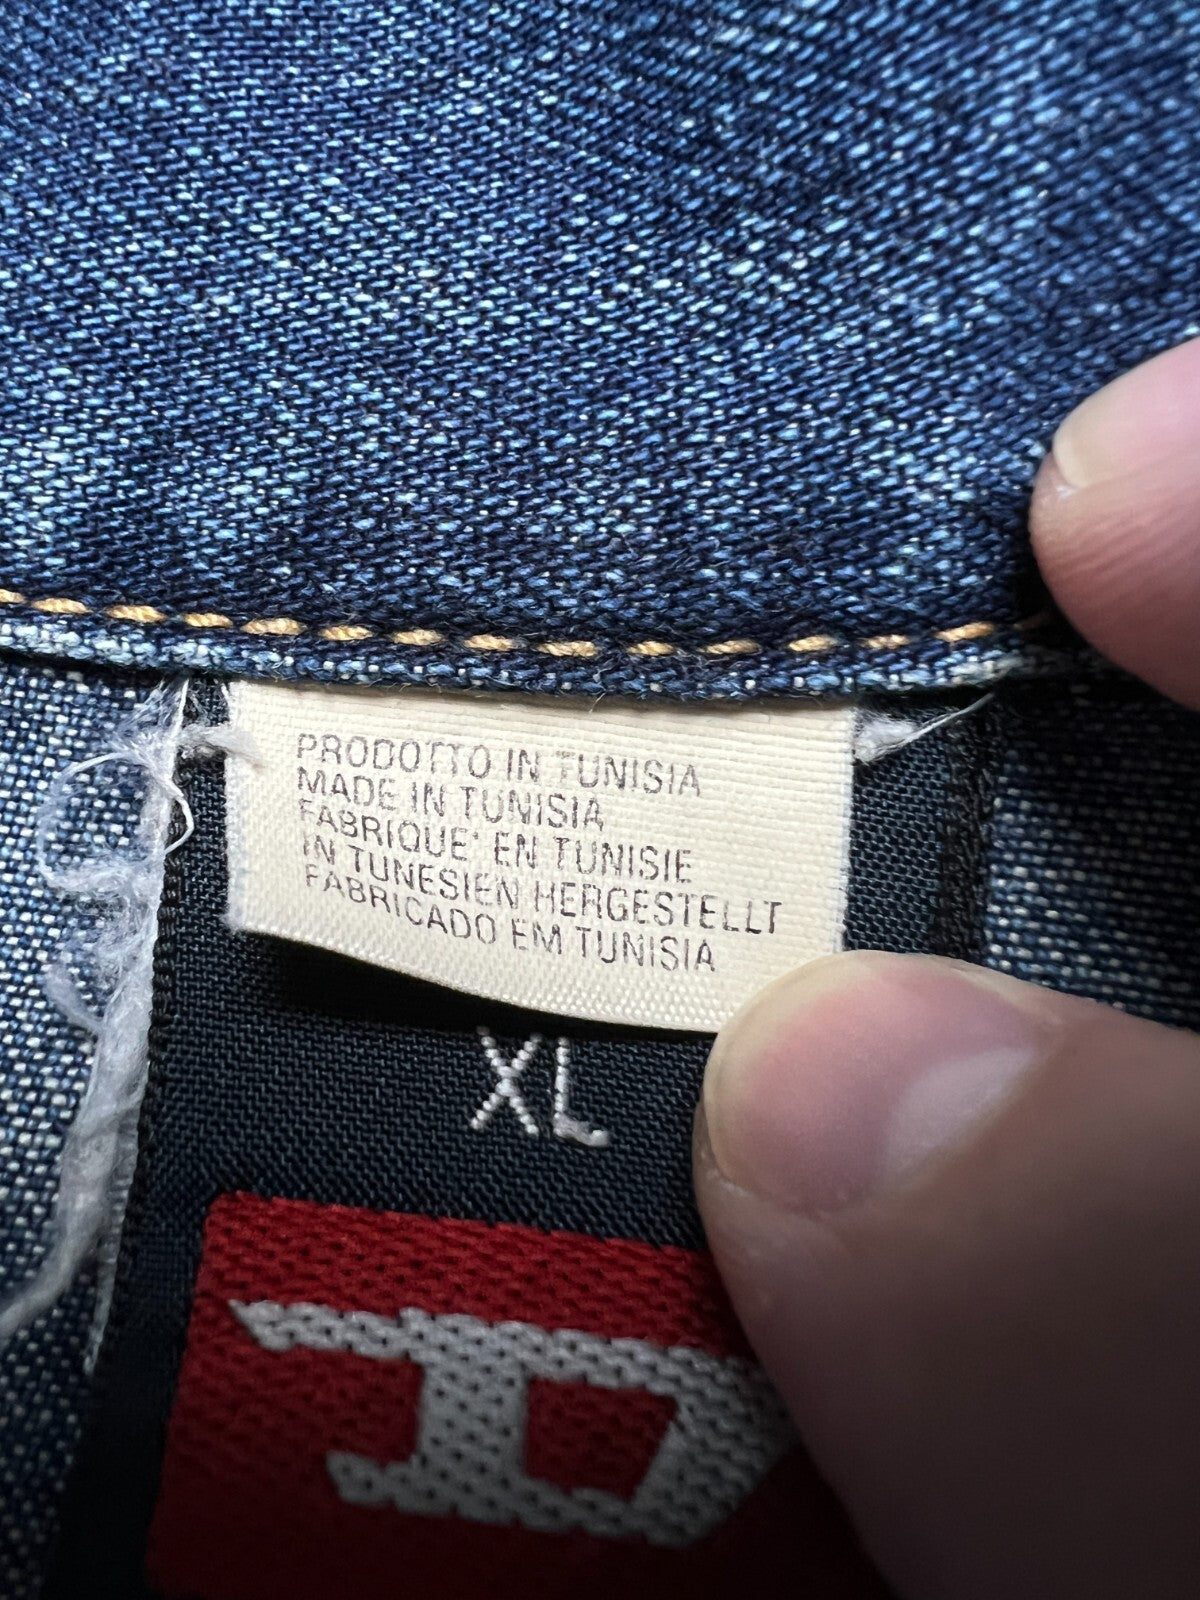 PRODOTTO IN TUNISIA
MADE IN TUNISIA
FABRIQUE' EN TUNISIE
IN TUNESIEN HERGESTELLT
FABRICADO EM TUNISIA
XL
D